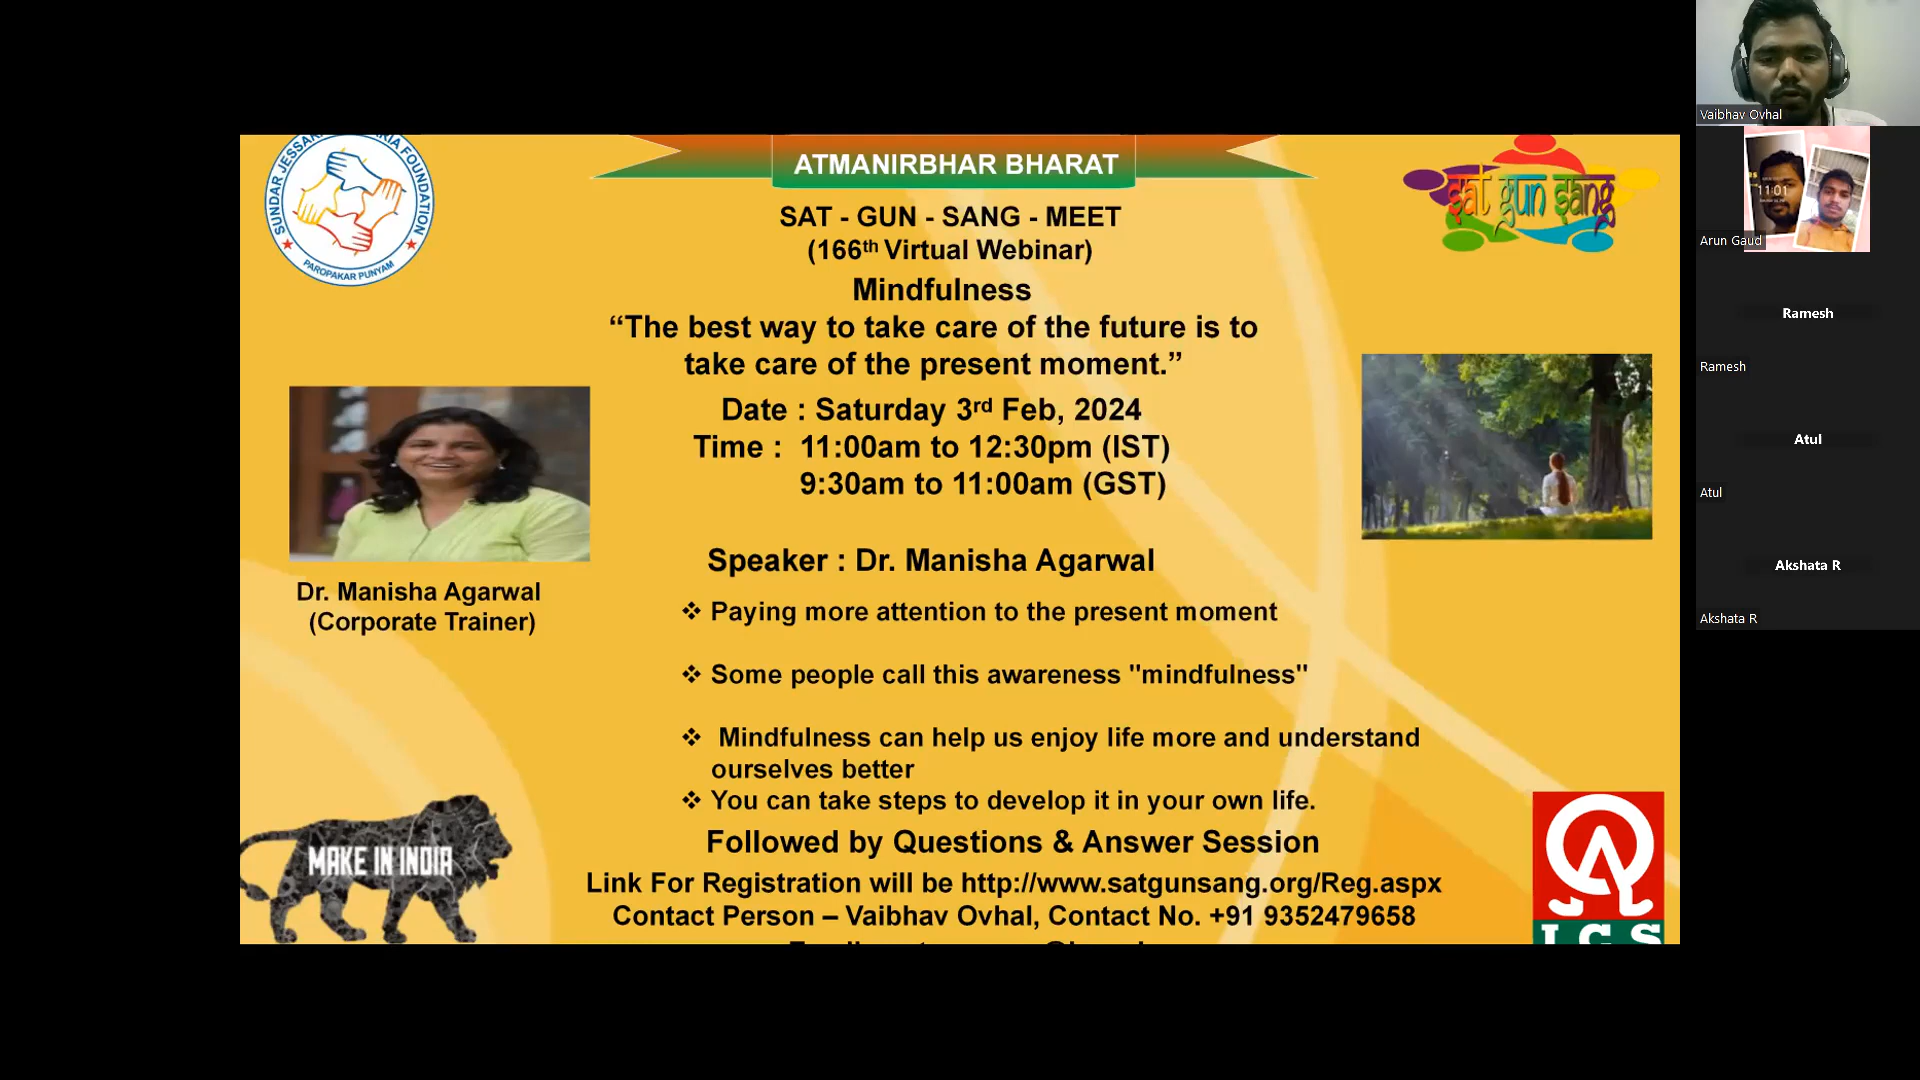 ATMANIRBHAR BHARAT
SAT - GUN - SANG - MEET
(166th Virtual Webinar)
Mindfulness
“The best way to take care of the future is to
take care of the present moment.”
Date : Saturday 3rd Feb, 2024
Time : 11:00am to 12:30pm (IST)
9:30am to 11:00am (GST)
Speaker : Dr. Manisha Agarwal
❖ Paying more attention to the present moment
❖ Some people call this awareness "mindfulness"
❖ Mindfulness can help us enjoy life more and understand
ourselves better
❖ You can take steps to develop it in your own life.
Followed by Questions & Answer Session
Link For Registration will be http://www.satgunsang.org/Reg.aspx
Contact Person – Vaibhav Ovhal, Contact No. +91 9352479658
SUNDAR JESSA
RIA FOUNDATION
PAROPAKAR PUNYAM
Dr. Manisha Agarwal
(Corporate Trainer)
MAKE IN INDIA
sat gun sang
I G S
Vaibhav Ovhal
11:01
Arun Gaud
Ramesh
Ramesh
Atul
Atul
Akshata R
Akshata R